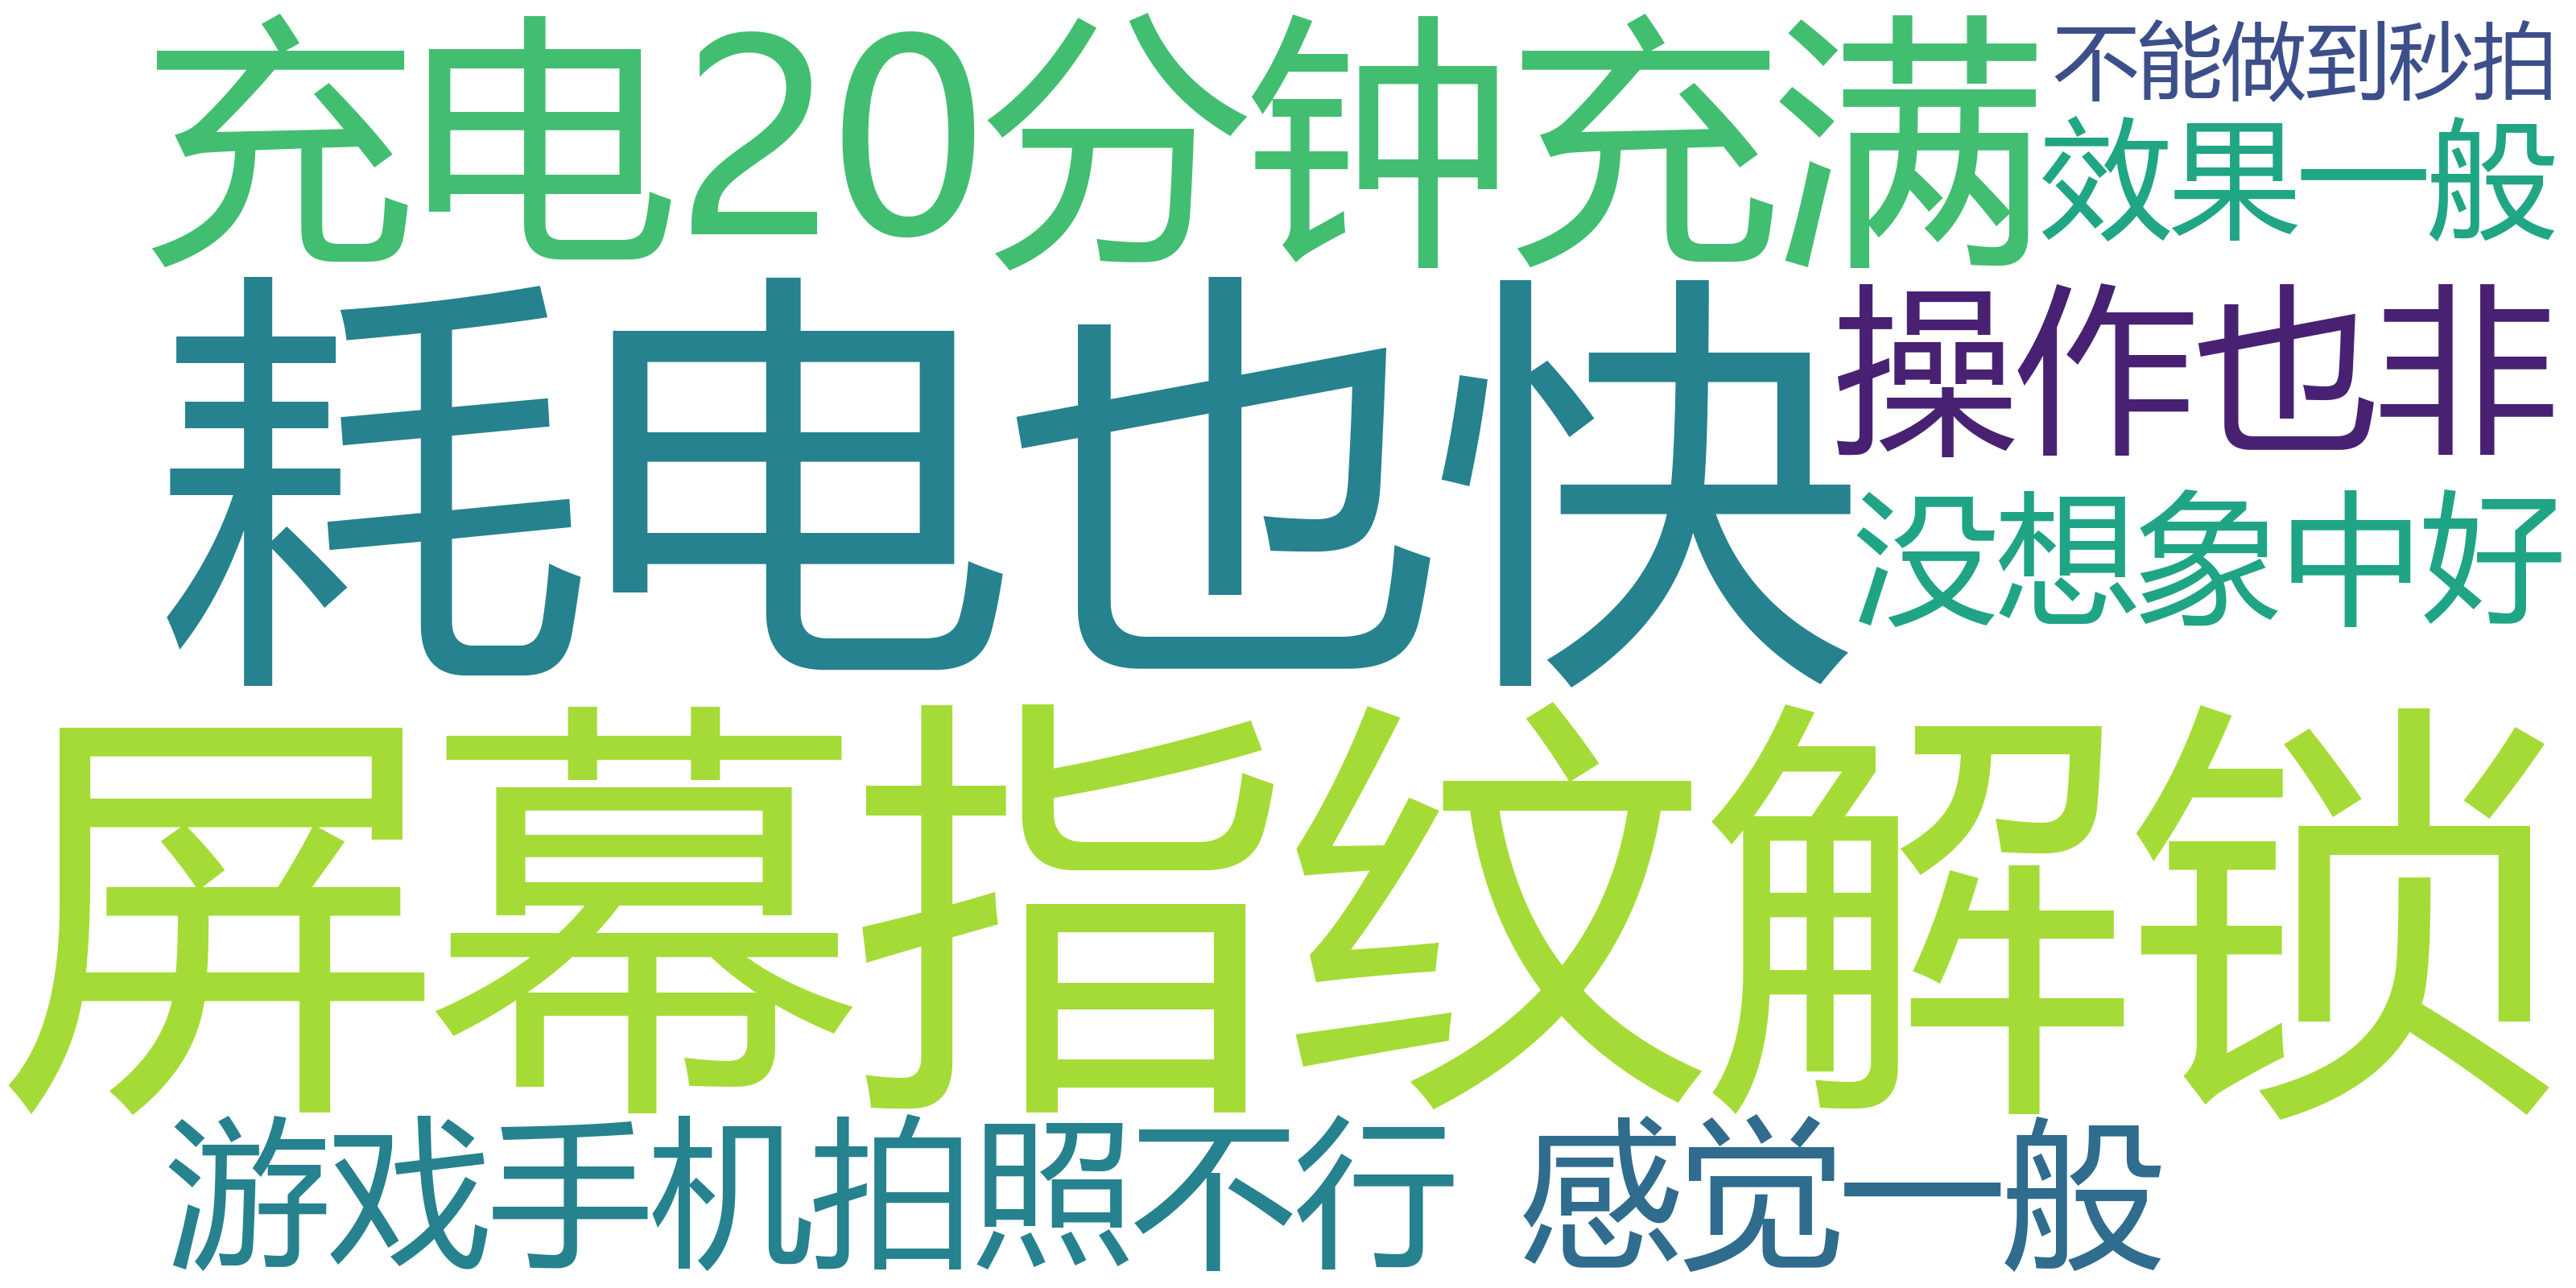 充电20分钟充满
不能做到秒拍
效果一般
耗电也快
操作也非
没想象中好
屏幕指纹解锁
游戏手机拍照不行
感觉一般